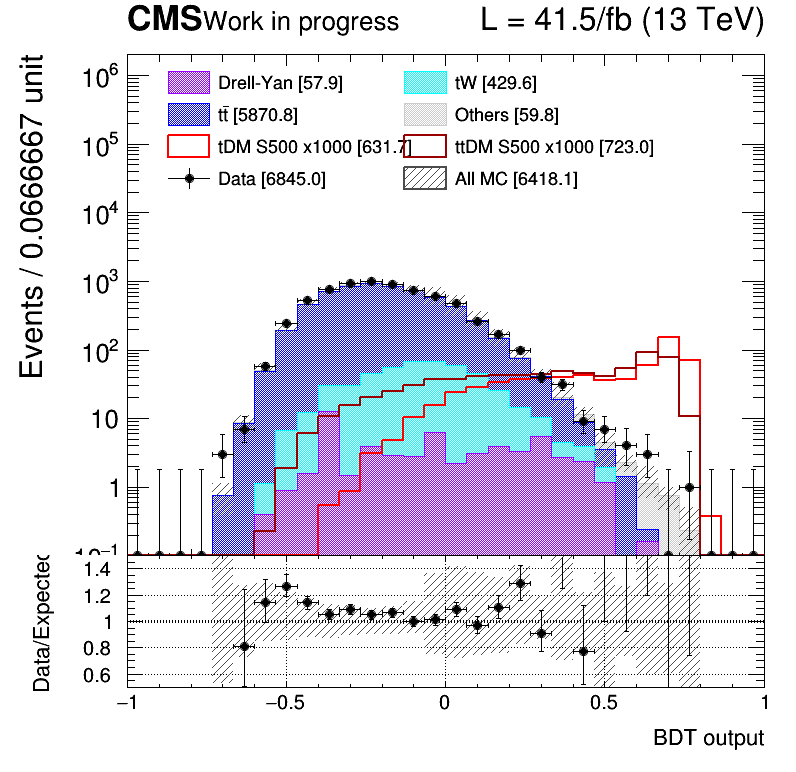 CMS Work in progress L = 41.5/fb (13 TeV)
Events / 0.0666667 unit
10⁶
10⁵
10⁴
10³
10²
10
1
10⁻¹
Drell-Yan [57.9] tW [429.6]
tt̄ [5870.8] Others [59.8]
tDM S500 x1000 [631.7] ttDM S500 x1000 [723.0]
Data [6845.0] All MC [6418.1]
Data/Expected
1.4
1.2
1
0.8
0.6
−1 −0.5 0 0.5 1
BDT output